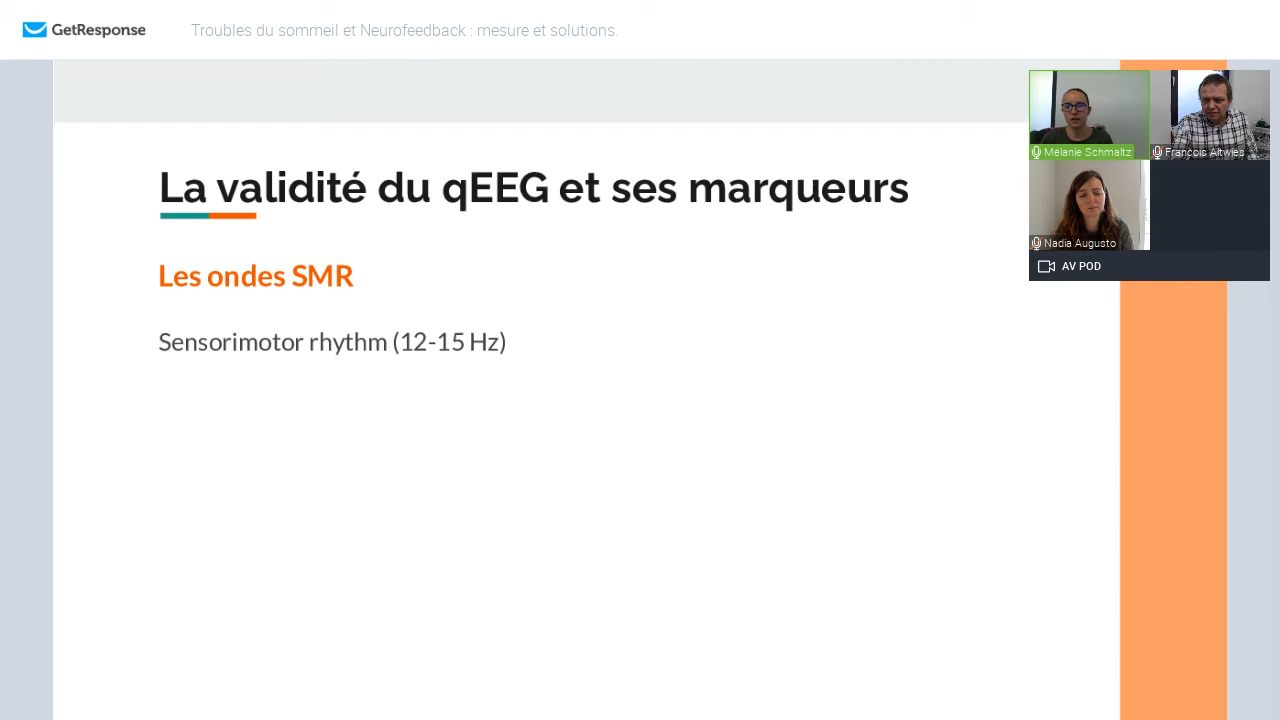 GetResponse
Troubles du sommeil et Neurofeedback : mesure et solutions.
La validité du qEEG et ses marqueurs
Les ondes SMR
Sensorimotor rhythm (12-15 Hz)
Mélanie Schmaltz
François Altwies
Nadia Augusto
AV POD